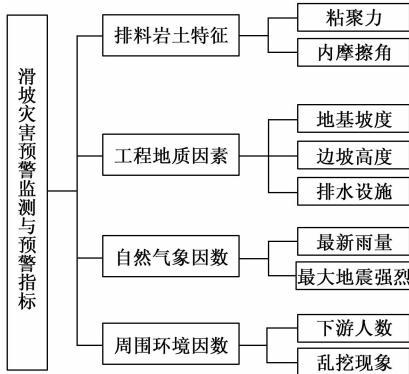 滑坡灾害预警监测与预警指标
排料岩土特征
粘聚力
内摩擦角
工程地质因素
地基坡度
边坡高度
排水设施
自然气象因数
最新雨量
最大地震强烈
周围环境因数
下游人数
乱挖现象